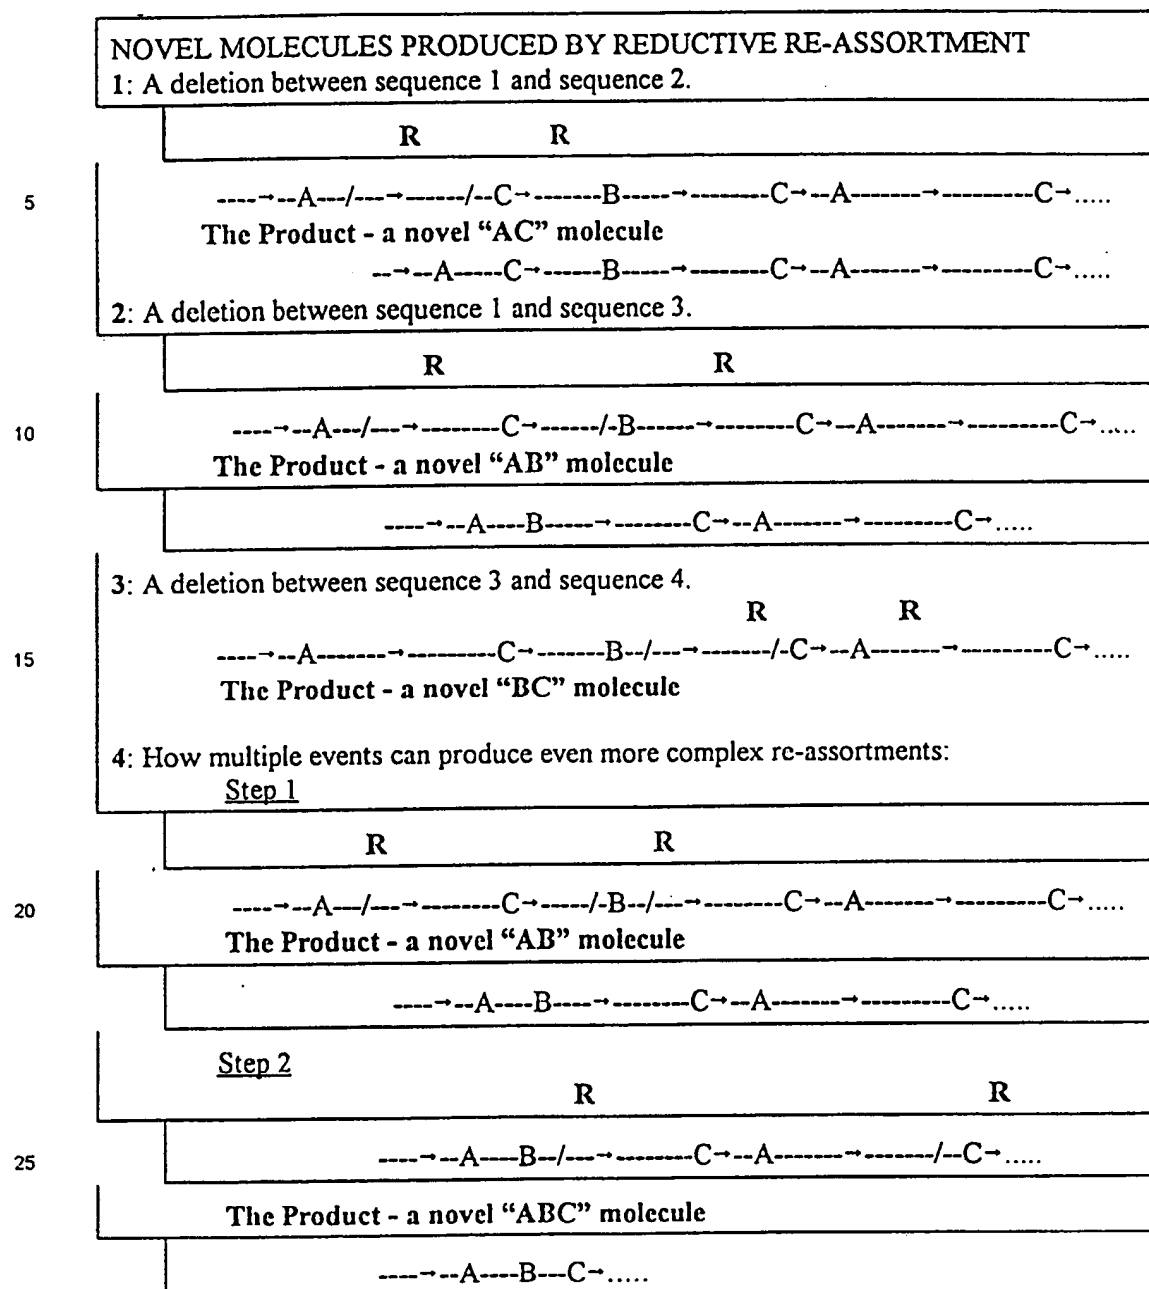 NOVEL MOLECULES PRODUCED BY REDUCTIVE RE-ASSORTMENT
1: A deletion between sequence 1 and sequence 2.
R R
5 ----→--A---/---→------/--C→-------B-----→--------C→--A-------→---------C→.....
The Product - a novel “AC” molecule
--→--A-----C→------B-----→--------C→--A-------→---------C→.....
2: A deletion between sequence 1 and sequence 3.
R R
10 ----→--A---/---→--------C→------/-B------→--------C→--A-------→---------C→.....
The Product - a novel “AB” molecule
----→--A----B-----→--------C→--A-------→---------C→.....
3: A deletion between sequence 3 and sequence 4.
R R
15 ----→--A-------→---------C→-------B--/---→-------/-C→--A-------→---------C→.....
The Product - a novel “BC” molecule
4: How multiple events can produce even more complex re-assortments:
Step 1
R R
20 ----→--A---/---→--------C→-----/-B--/---→--------C→--A-------→---------C→.....
The Product - a novel “AB” molecule
----→--A----B----→--------C→--A-------→---------C→.....
Step 2
R R
25 ----→--A----B--/---→--------C→--A-------→-------/--C→.....
The Product - a novel “ABC” molecule
----→--A----B---C→.....